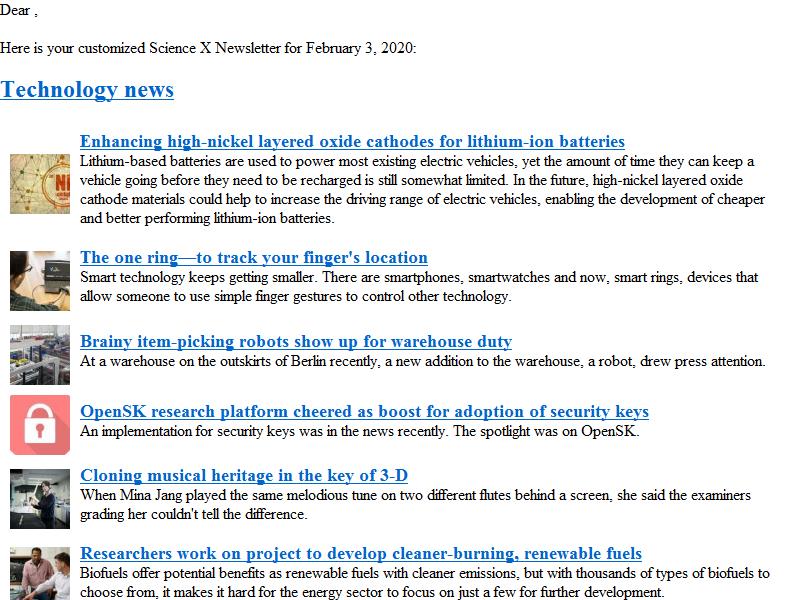 Dear ,
Here is your customized Science X Newsletter for February 3, 2020:
Technology news
Enhancing high-nickel layered oxide cathodes for lithium-ion batteries
Lithium-based batteries are used to power most existing electric vehicles, yet the amount of time they can keep a
vehicle going before they need to be recharged is still somewhat limited. In the future, high-nickel layered oxide
cathode materials could help to increase the driving range of electric vehicles, enabling the development of cheaper
and better performing lithium-ion batteries.
Ni
The one ring—to track your finger's location
Smart technology keeps getting smaller. There are smartphones, smartwatches and now, smart rings, devices that
allow someone to use simple finger gestures to control other technology.
Brainy item-picking robots show up for warehouse duty
At a warehouse on the outskirts of Berlin recently, a new addition to the warehouse, a robot, drew press attention.
OpenSK research platform cheered as boost for adoption of security keys
An implementation for security keys was in the news recently. The spotlight was on OpenSK.
Cloning musical heritage in the key of 3-D
When Mina Jang played the same melodious tune on two different flutes behind a screen, she said the examiners
grading her couldn't tell the difference.
Researchers work on project to develop cleaner-burning, renewable fuels
Biofuels offer potential benefits as renewable fuels with cleaner emissions, but with thousands of types of biofuels to
choose from, it makes it hard for the energy sector to focus on just a few for further development.